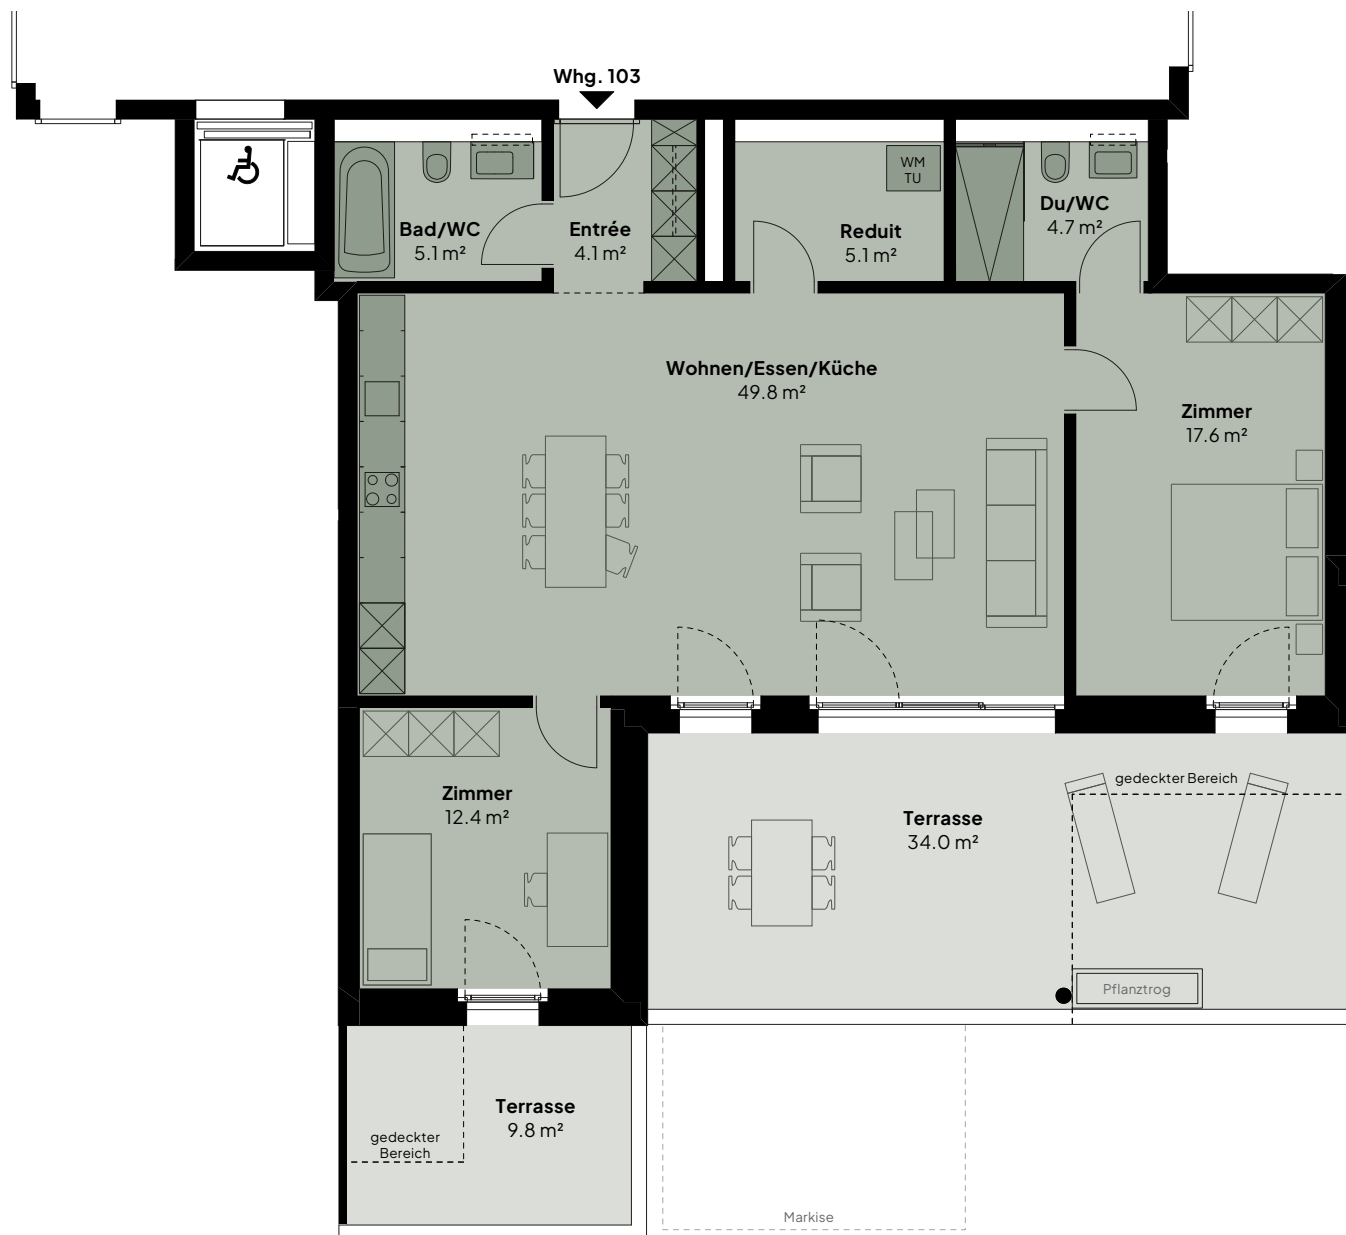 Whg. 103
Bad/WC
5.1 m²
Entrée
4.1 m²
WM
TU
Reduit
5.1 m²
Du/WC
4.7 m²
Wohnen/Essen/Küche
49.8 m²
Zimmer
17.6 m²
Zimmer
12.4 m²
gedeckter Bereich
Terrasse
34.0 m²
Pflanztrog
Terrasse
9.8 m²
gedeckter
Bereich
Markise